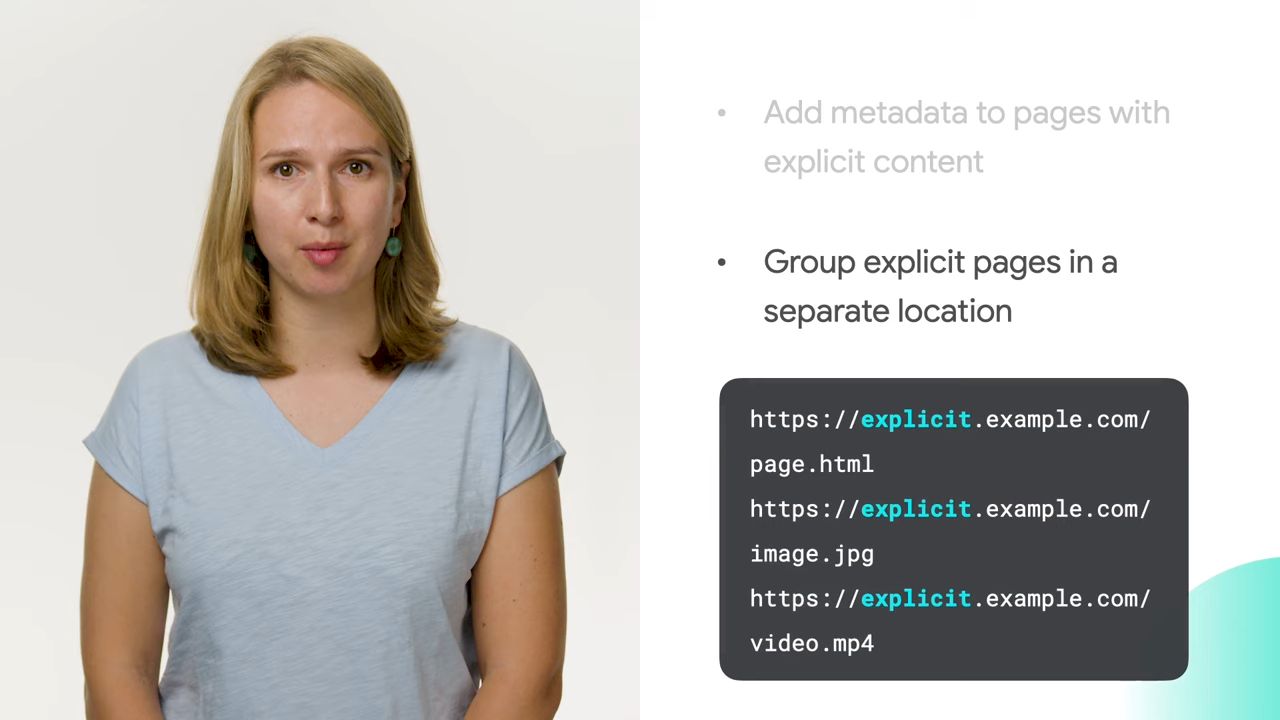 • Add metadata to pages with
explicit content
• Group explicit pages in a
separate location
https://explicit.example.com/
page.html
https://explicit.example.com/
image.jpg
https://explicit.example.com/
video.mp4